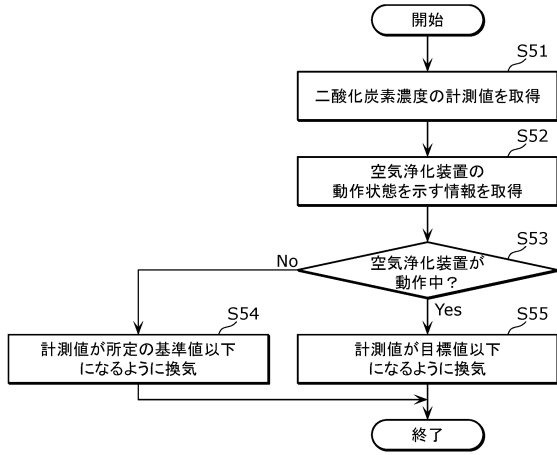 開始
S51
二酸化炭素濃度の計測値を取得
S52
空気浄化装置の
動作状態を示す情報を取得
S53
空気浄化装置が
動作中？
No
Yes
S54
計測値が所定の基準値以下
になるように換気
S55
計測値が目標値以下
になるように換気
終了